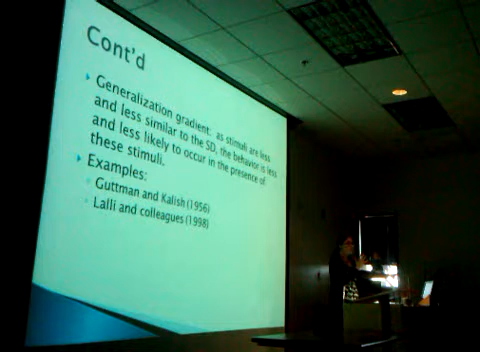 Cont'd
Generalization gradient: as stimuli are less
and less similar to the SD, the behavior is less
and less likely to occur in the presence of
these stimuli.
Examples:
Guttman and Kalish (1956)
Lalli and colleagues (1998)